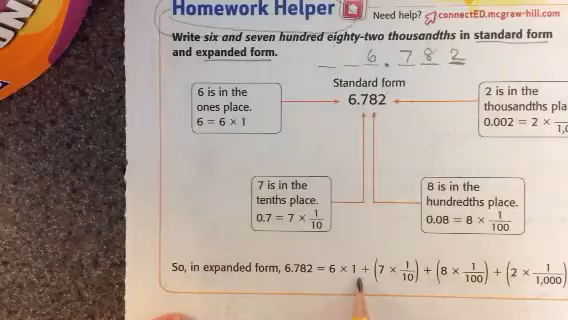 Homework Helper
Need help? connectED.mcgraw-hill.com
Write six and seven hundred eighty-two thousandths in standard form
and expanded form.
_ _ 6 . 7 8 2
Standard form
6.782
6 is in the
ones place.
6 = 6 × 1
2 is in the
thousandths
0.002 = 2 ×
7 is in the
tenths place.
0.7 = 7 × 1/10
8 is in the
hundredths place.
0.08 = 8 × 1/100
So, in expanded form, 6.782 = 6 × 1 + (7 × 1/10) + (8 × 1/100) + (2 × 1/1,000)